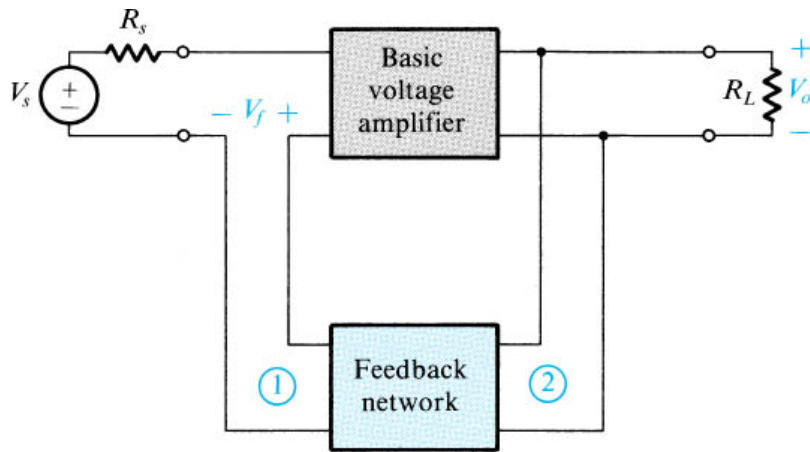 R_s
V_s
+
−
− V_f +
Basic
voltage
amplifier
R_L
+
V_o
−
1
Feedback
network
2